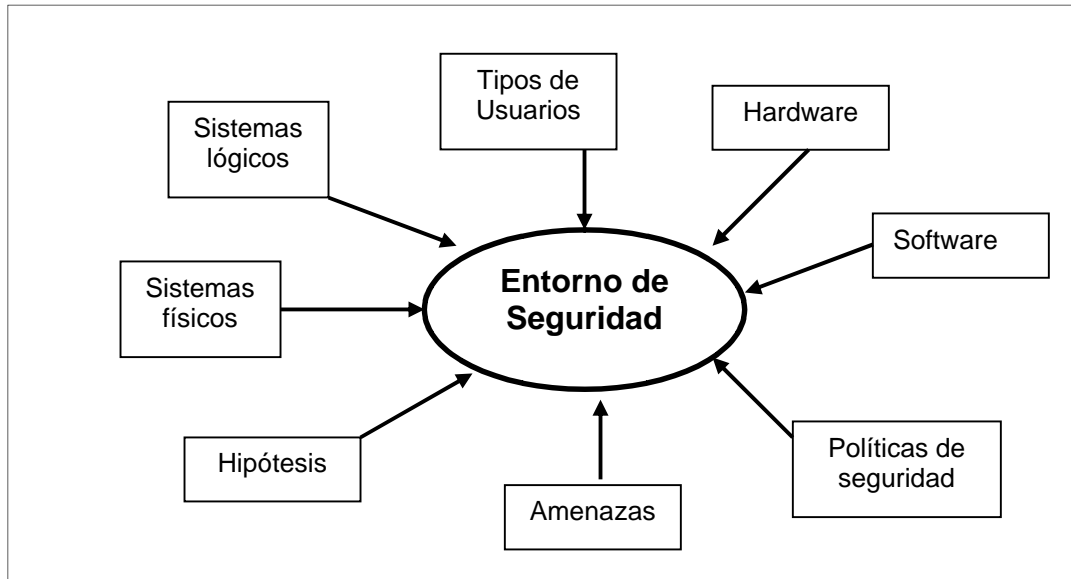 Tipos de
Usuarios
Hardware
Sistemas
lógicos
Software
Entorno de
Seguridad
Sistemas
físicos
Hipótesis
Políticas de
seguridad
Amenazas